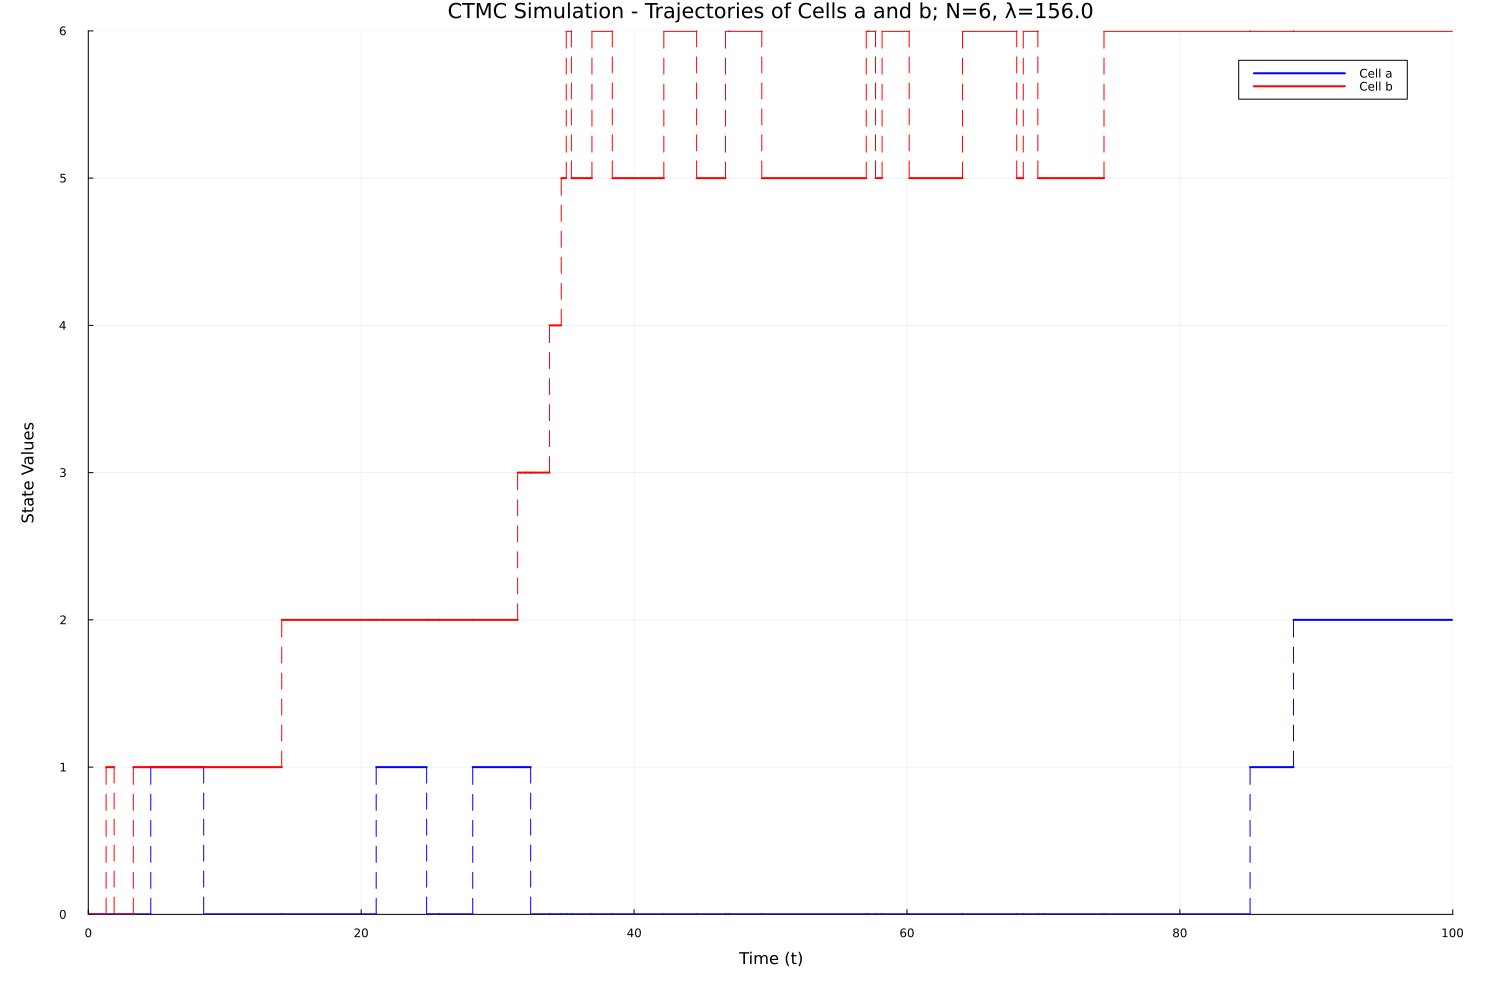 CTMC Simulation - Trajectories of Cells a and b; N=6, λ=156.0
6
Cell a
Cell b
5
4
State Values
3
2
1
0
0 20 40 60 80 100
Time (t)